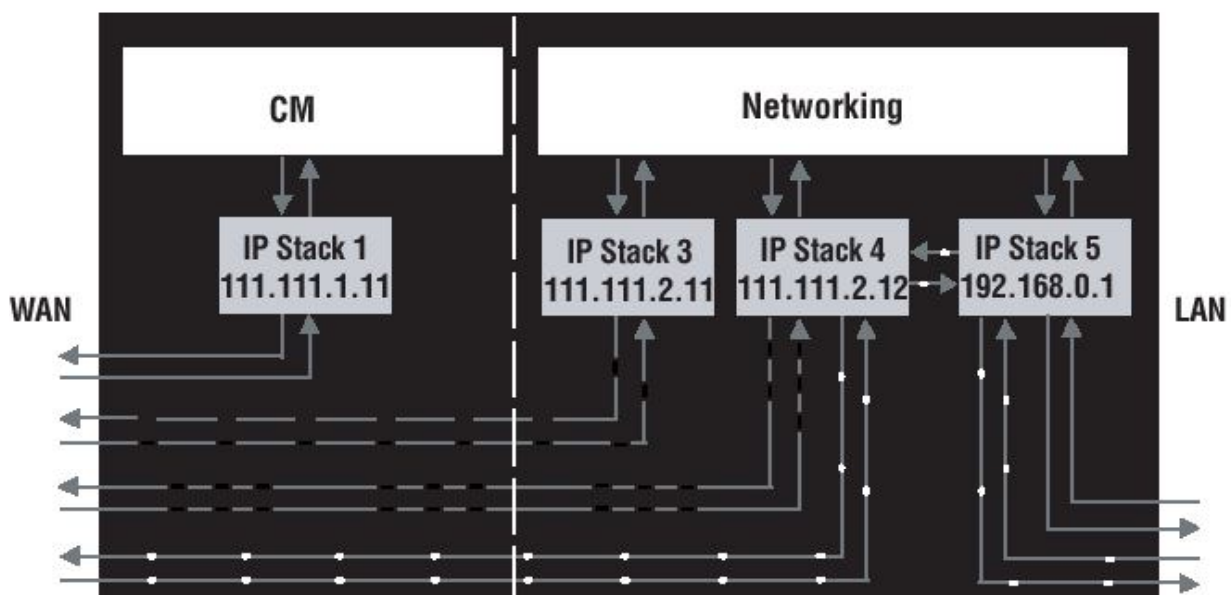 CM
Networking
IP Stack 1
111.111.1.11
IP Stack 3
111.111.2.11
IP Stack 4
111.111.2.12
IP Stack 5
192.168.0.1
WAN
LAN